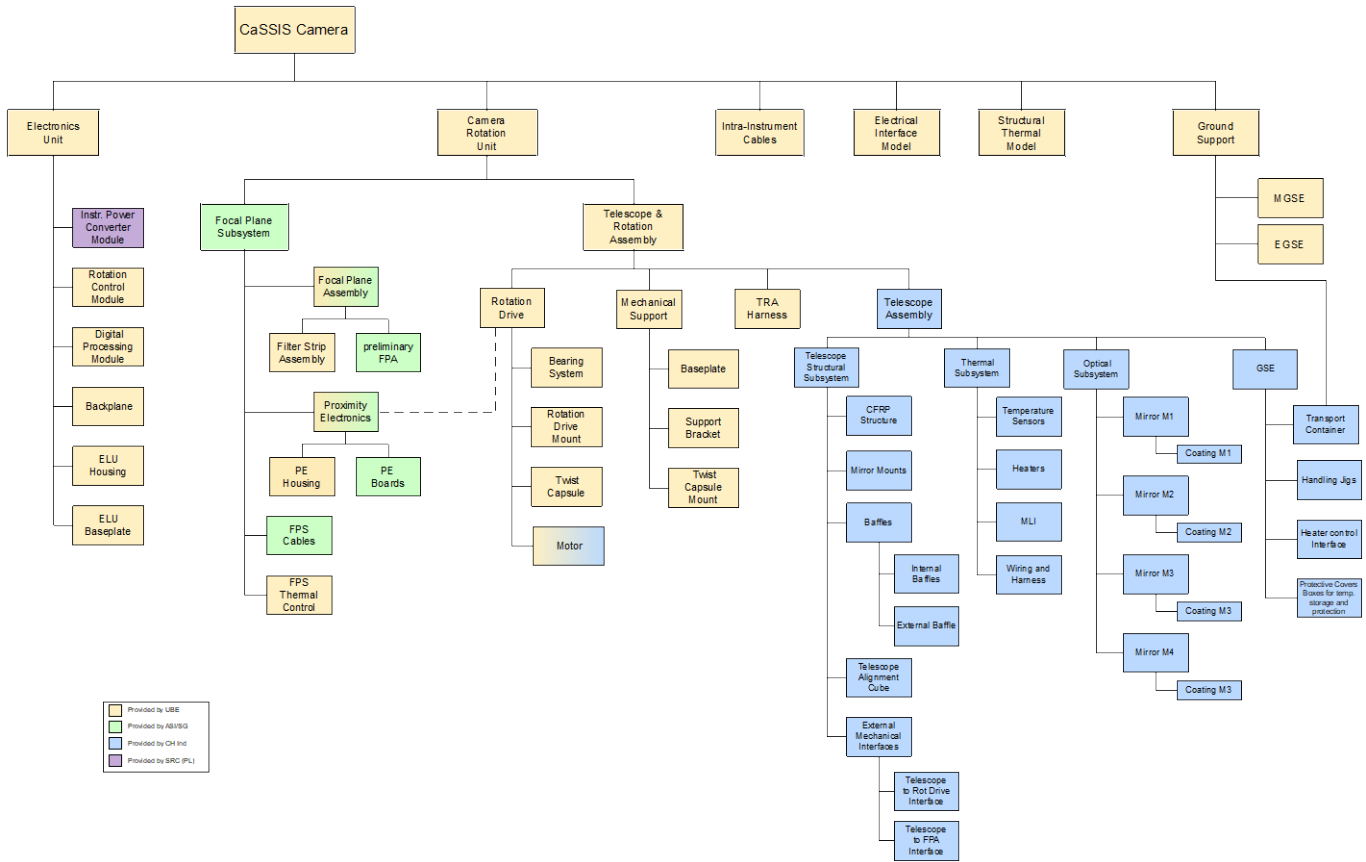 CaSSIS Camera
Electronics
Unit
Camera
Rotation
Unit
Intra-Instrument
Cables
Electrical
Interface
Model
Structural
Thermal
Model
Ground
Support
Instr. Power
Converter
Module
Rotation
Control
Module
Digital
Processing
Module
Backplane
ELU
Housing
ELU
Baseplate
Focal Plane
Subsystem
Telescope &
Rotation
Assembly
MGSE
EGSE
Focal Plane
Assembly
Filter Strip
Assembly
preliminary
FPA
Proximity
Electronics
PE
Housing
PE
Boards
FPS
Cables
FPS
Thermal
Control
Rotation
Drive
Mechanical
Support
TRA
Harness
Telescope
Assembly
Bearing
System
Rotation
Drive
Mount
Twist
Capsule
Motor
Baseplate
Support
Bracket
Twist
Capsule
Mount
Telescope
Structural
Subsystem
Thermal
Subsystem
Optical
Subsystem
GSE
CFRP
Structure
Mirror Mounts
Baffles
Internal
Baffles
External Baffle
Telescope
Alignment
Cube
External
Mechanical
Interfaces
Telescope
to Rot Drive
Interface
Telescope
to FPA
Interface
Temperature
Sensors
Heaters
MLI
Wiring and
Harness
Mirror M1
Coating M1
Mirror M2
Coating M2
Mirror M3
Coating M3
Mirror M4
Coating M3
Transport
Container
Handling Jigs
Heater control
Interface
Protective Covers
Boxes for temp.
storage and
protection
Provided by UBE
Provided by ASI/SG
Provided by CH Ind
Provided by SRC (PL)